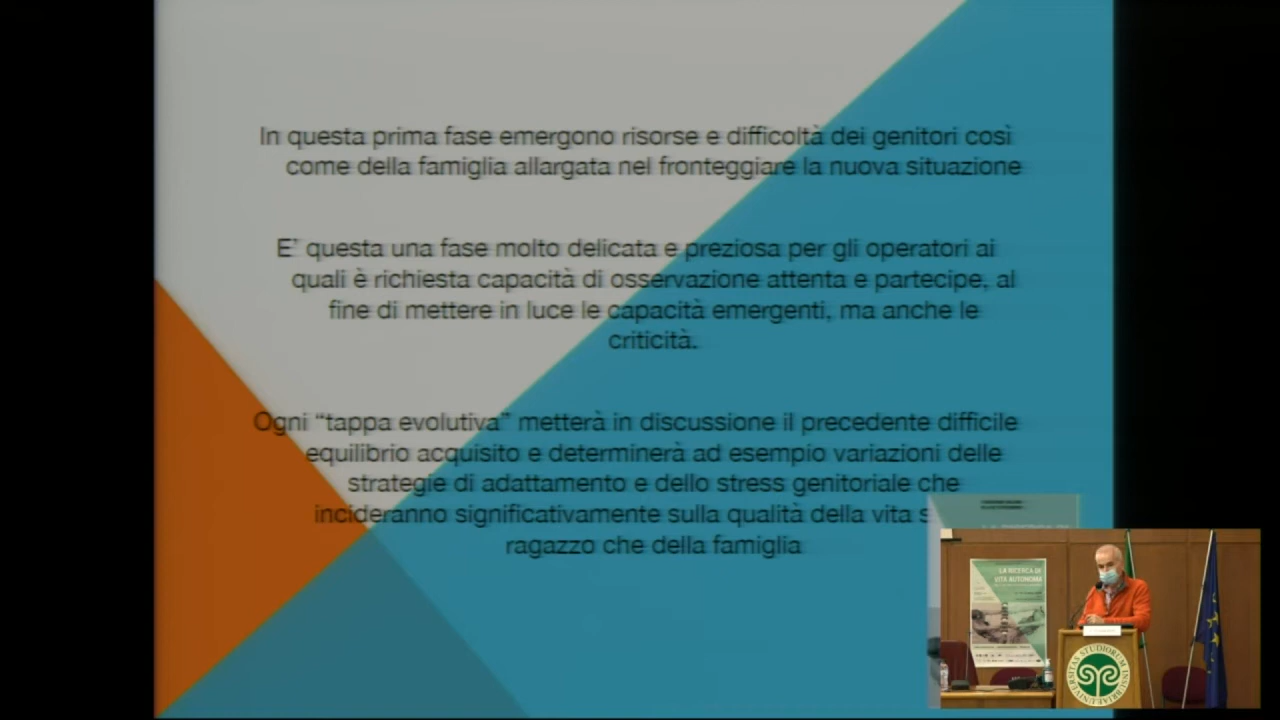 In questa prima fase emergono risorse e difficoltà dei genitori così
come della famiglia allargata nel fronteggiare la nuova situazione
E' questa una fase molto delicata e preziosa per gli operatori ai
quali è richiesta capacità di osservazione attenta e partecipe, al
fine di mettere in luce le capacità emergenti, ma anche le
criticità.
Ogni “tappa evolutiva” metterà in discussione il precedente difficile
equilibrio acquisito e determinerà ad esempio variazioni delle
strategie di adattamento e dello stress genitoriale che
incideranno significativamente sulla qualità della vita s
ragazzo che della famiglia
LA RICERCA DI
VITA AUTONOMA
UNIVERSITAS STUDIORUM INSUBRIAE